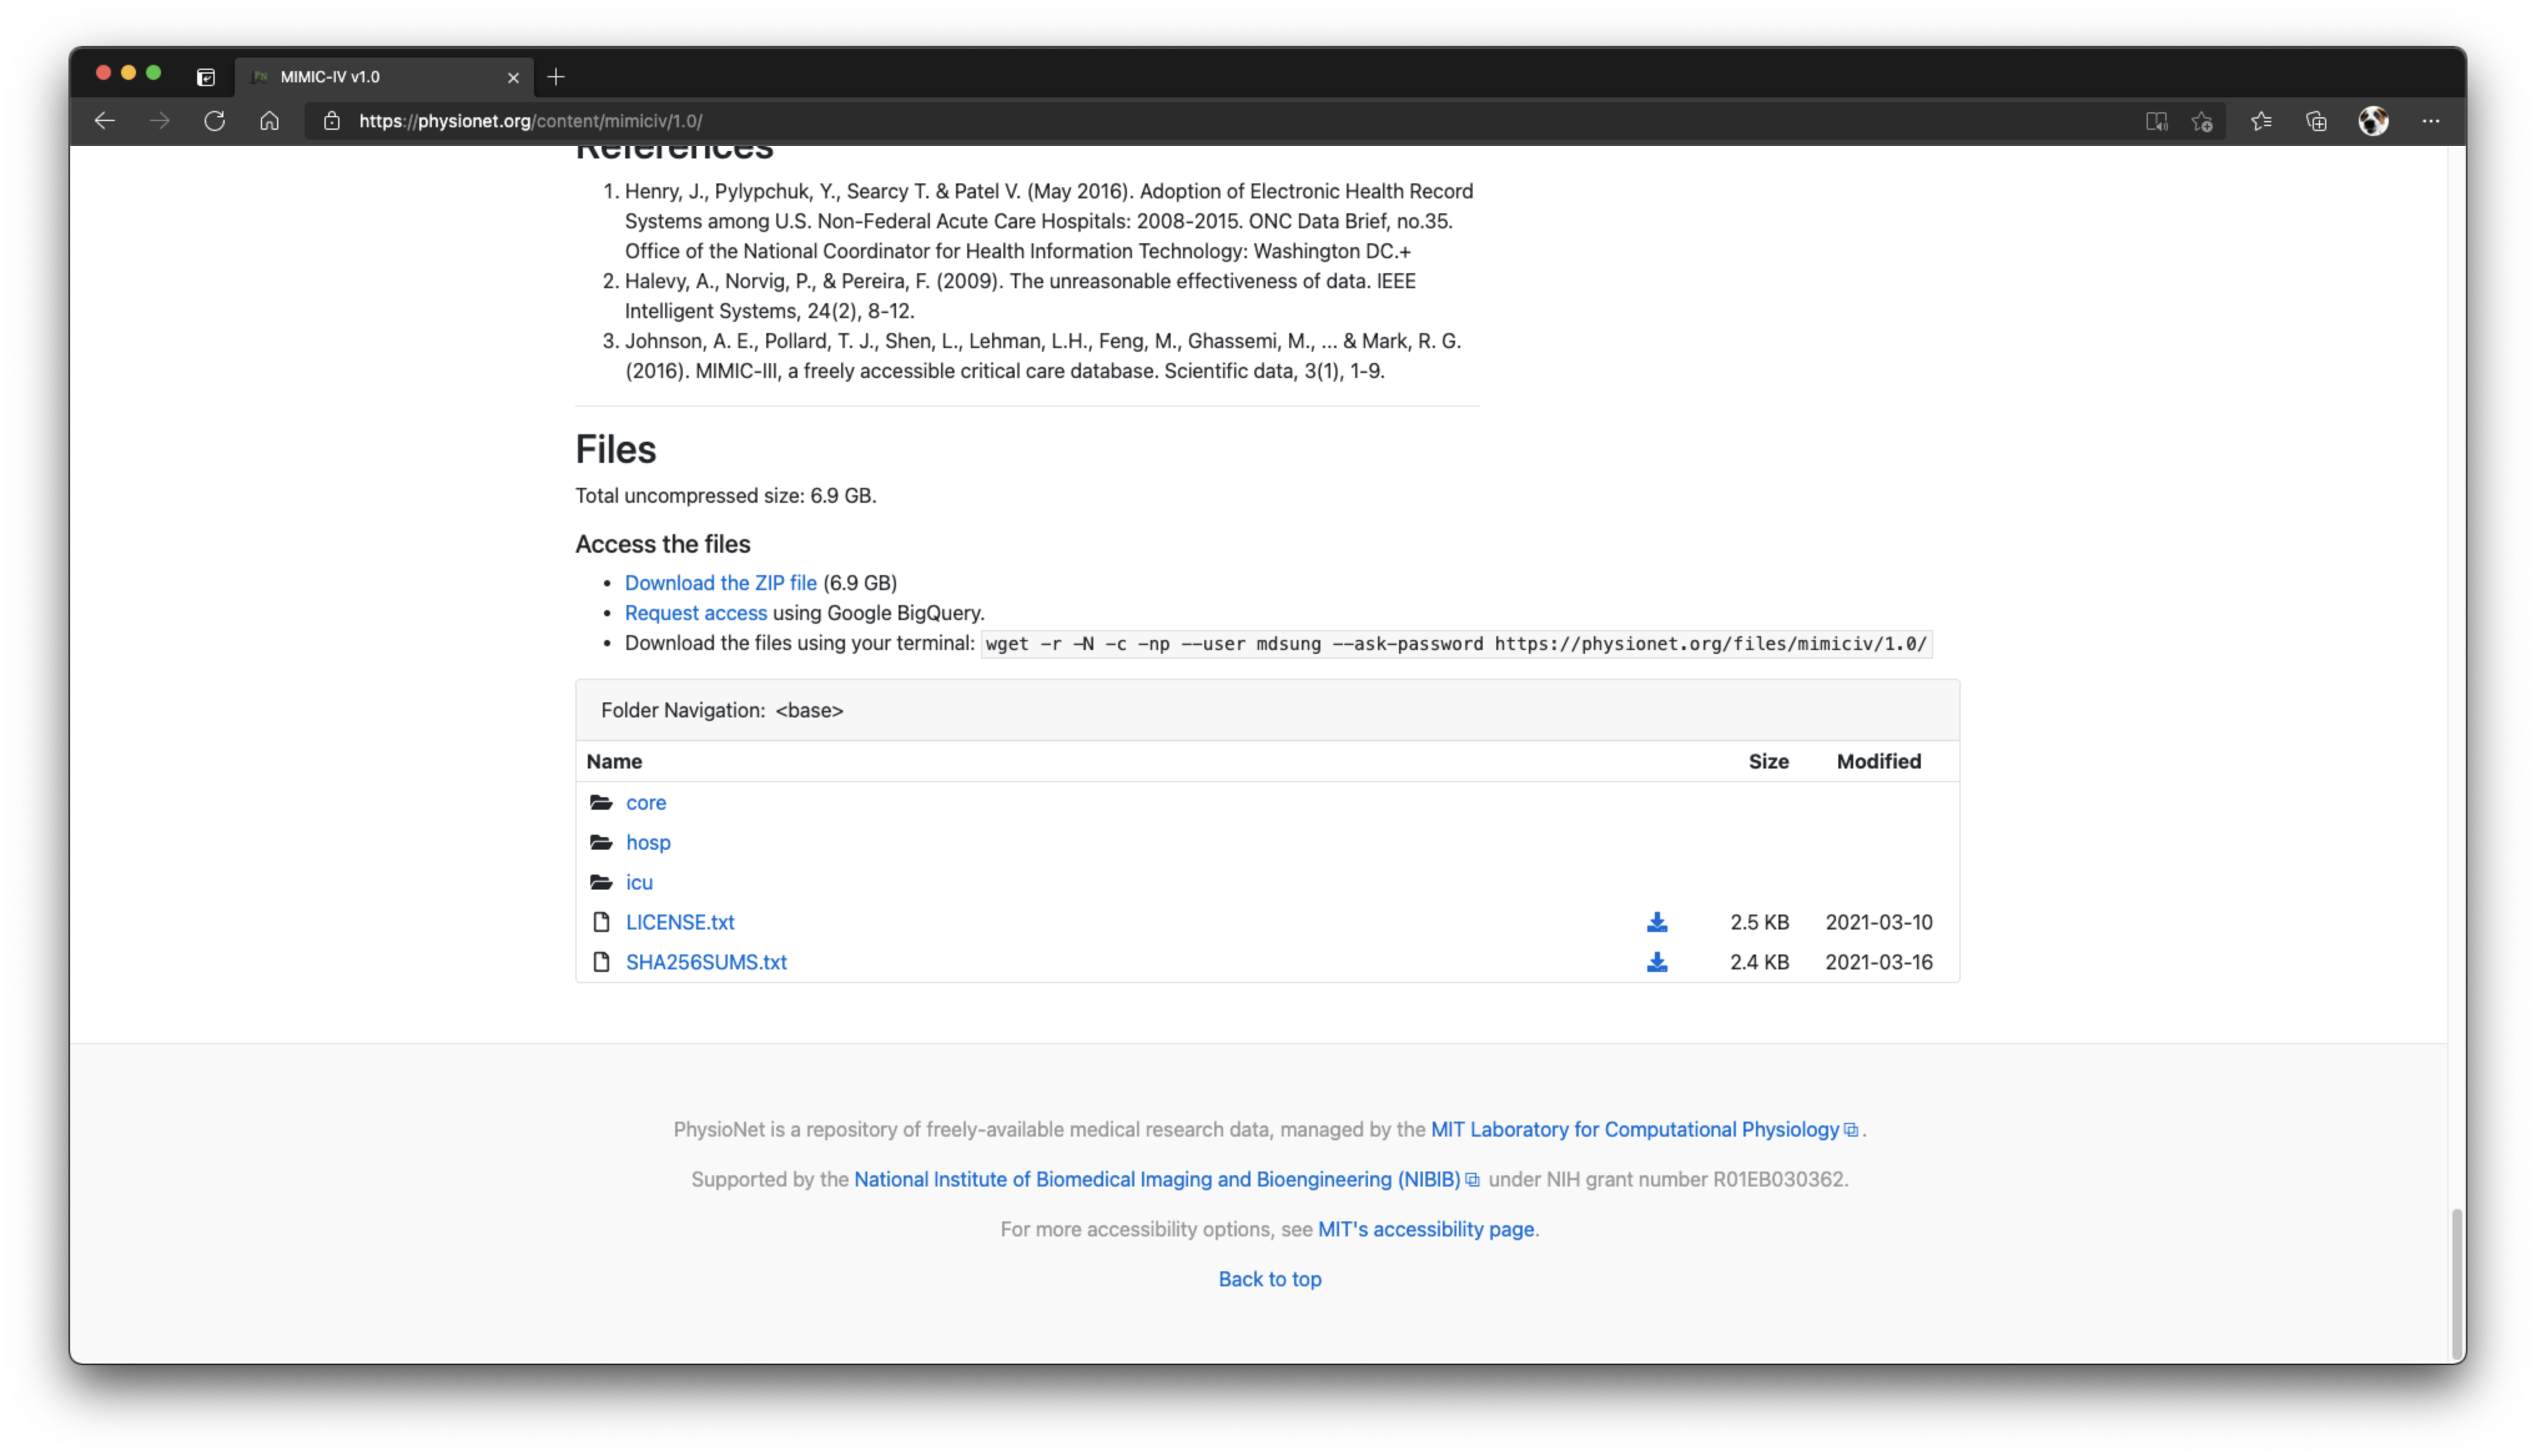 MIMIC-IV v1.0
https://physionet.org/content/mimiciv/1.0/
References
1. Henry, J., Pylypchuk, Y., Searcy T. & Patel V. (May 2016). Adoption of Electronic Health Record
Systems among U.S. Non-Federal Acute Care Hospitals: 2008-2015. ONC Data Brief, no.35.
Office of the National Coordinator for Health Information Technology: Washington DC.+
2. Halevy, A., Norvig, P., & Pereira, F. (2009). The unreasonable effectiveness of data. IEEE
Intelligent Systems, 24(2), 8-12.
3. Johnson, A. E., Pollard, T. J., Shen, L., Lehman, L.H., Feng, M., Ghassemi, M., ... & Mark, R. G.
(2016). MIMIC-III, a freely accessible critical care database. Scientific data, 3(1), 1-9.
Files
Total uncompressed size: 6.9 GB.
Access the files
• Download the ZIP file (6.9 GB)
• Request access using Google BigQuery.
• Download the files using your terminal: wget -r -N -c -np --user mdsung --ask-password https://physionet.org/files/mimiciv/1.0/
Folder Navigation: <base>
Name Size Modified
core
hosp
icu
LICENSE.txt 2.5 KB 2021-03-10
SHA256SUMS.txt 2.4 KB 2021-03-16
PhysioNet is a repository of freely-available medical research data, managed by the MIT Laboratory for Computational Physiology.
Supported by the National Institute of Biomedical Imaging and Bioengineering (NIBIB) under NIH grant number R01EB030362.
For more accessibility options, see MIT's accessibility page.
Back to top